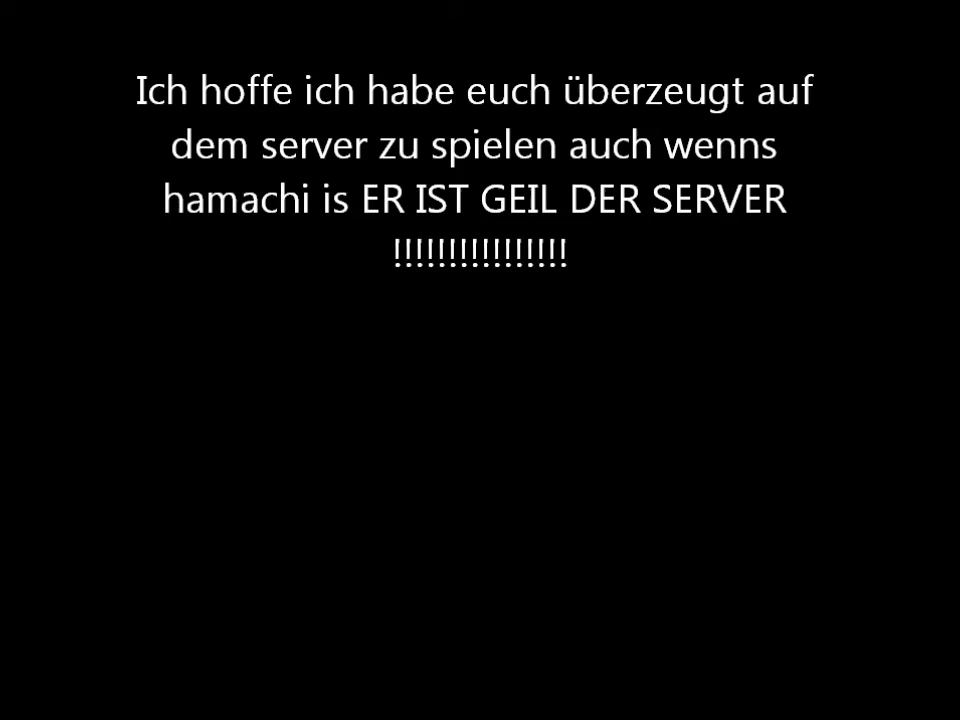 Ich hoffe ich habe euch überzeugt auf
dem server zu spielen auch wenns
hamachi is ER IST GEIL DER SERVER
!!!!!!!!!!!!!!!!